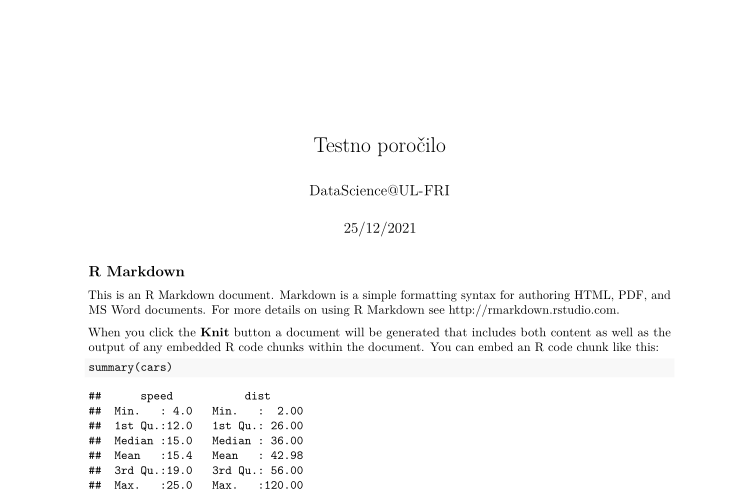 Testno poročilo
DataScience@UL-FRI
25/12/2021
R Markdown
This is an R Markdown document. Markdown is a simple formatting syntax for authoring HTML, PDF, and
MS Word documents. For more details on using R Markdown see http://rmarkdown.rstudio.com.
When you click the Knit button a document will be generated that includes both content as well as the
output of any embedded R code chunks within the document. You can embed an R code chunk like this:
summary(cars)
##      speed           dist
##  Min.   : 4.0   Min.   :  2.00
##  1st Qu.:12.0   1st Qu.: 26.00
##  Median :15.0   Median : 36.00
##  Mean   :15.4   Mean   : 42.98
##  3rd Qu.:19.0   3rd Qu.: 56.00
##  Max.   :25.0   Max.   :120.00